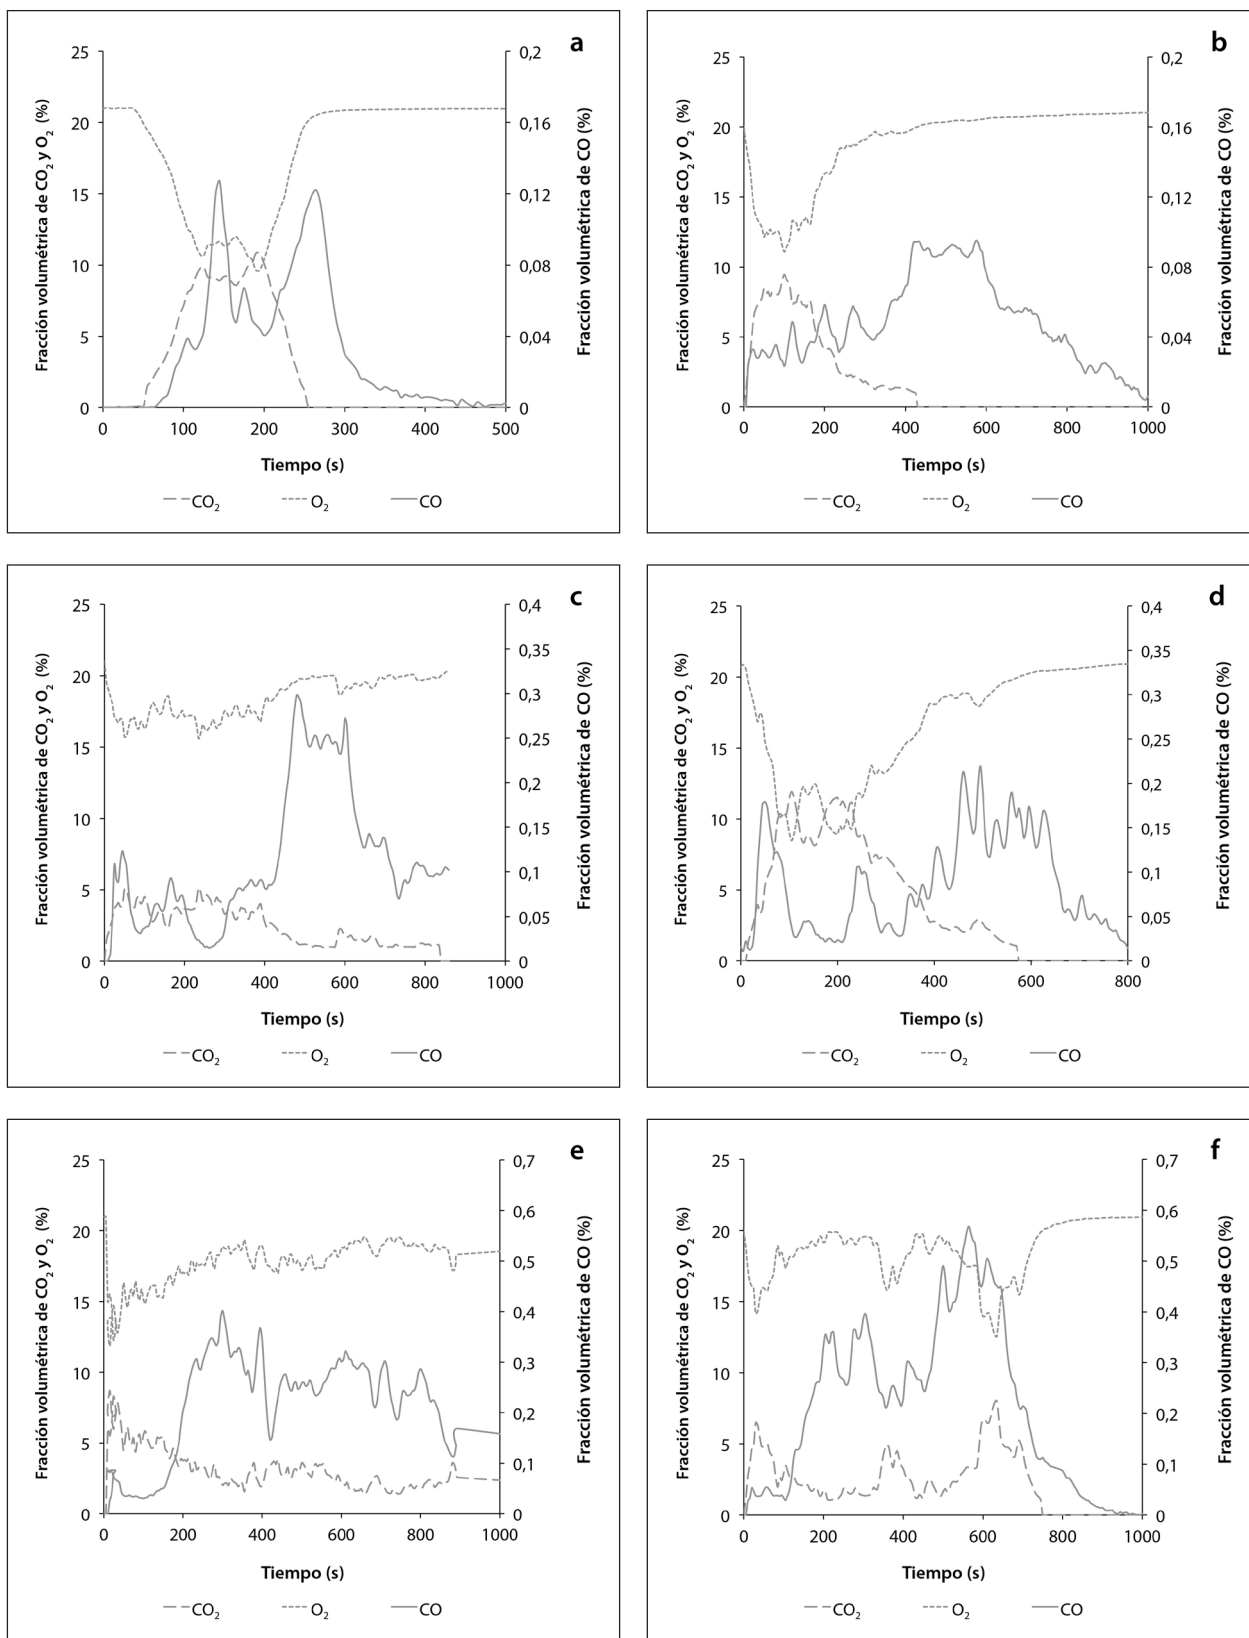 a
Fracción volumétrica de CO₂ y O₂ (%)
25
20
15
10
5
0
0,2
0,16
0,12
0,08
0,04
0
Fracción volumétrica de CO (%)
0 100 200 300 400 500
Tiempo (s)
CO₂ O₂ CO
b
Fracción volumétrica de CO₂ y O₂ (%)
25
20
15
10
5
0
0,2
0,16
0,12
0,08
0,04
0
Fracción volumétrica de CO (%)
0 200 400 600 800 1000
Tiempo (s)
CO₂ O₂ CO
c
Fracción volumétrica de CO₂ y O₂ (%)
25
20
15
10
5
0
0,4
0,35
0,3
0,25
0,2
0,15
0,1
0,05
0
Fracción volumétrica de CO (%)
0 200 400 600 800 1000
Tiempo (s)
CO₂ O₂ CO
d
Fracción volumétrica de CO₂ y O₂ (%)
25
20
15
10
5
0
0,4
0,35
0,3
0,25
0,2
0,15
0,1
0,05
0
Fracción volumétrica de CO (%)
0 200 400 600 800
Tiempo (s)
CO₂ O₂ CO
e
Fracción volumétrica de CO₂ y O₂ (%)
25
20
15
10
5
0
0,7
0,6
0,5
0,4
0,3
0,2
0,1
0
Fracción volumétrica de CO (%)
0 200 400 600 800 1000
Tiempo (s)
CO₂ O₂ CO
f
Fracción volumétrica de CO₂ y O₂ (%)
25
20
15
10
5
0
0,7
0,6
0,5
0,4
0,3
0,2
0,1
0
Fracción volumétrica de CO (%)
0 200 400 600 800 1000
Tiempo (s)
CO₂ O₂ CO